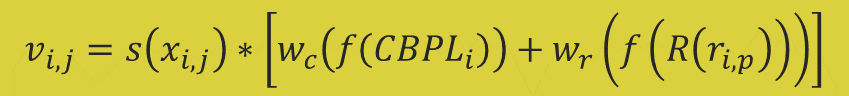 v_{i,j} = s(x_{i,j}) * [w_c(f(CBPL_i)) + w_r(f(R(r_{i,p})))]